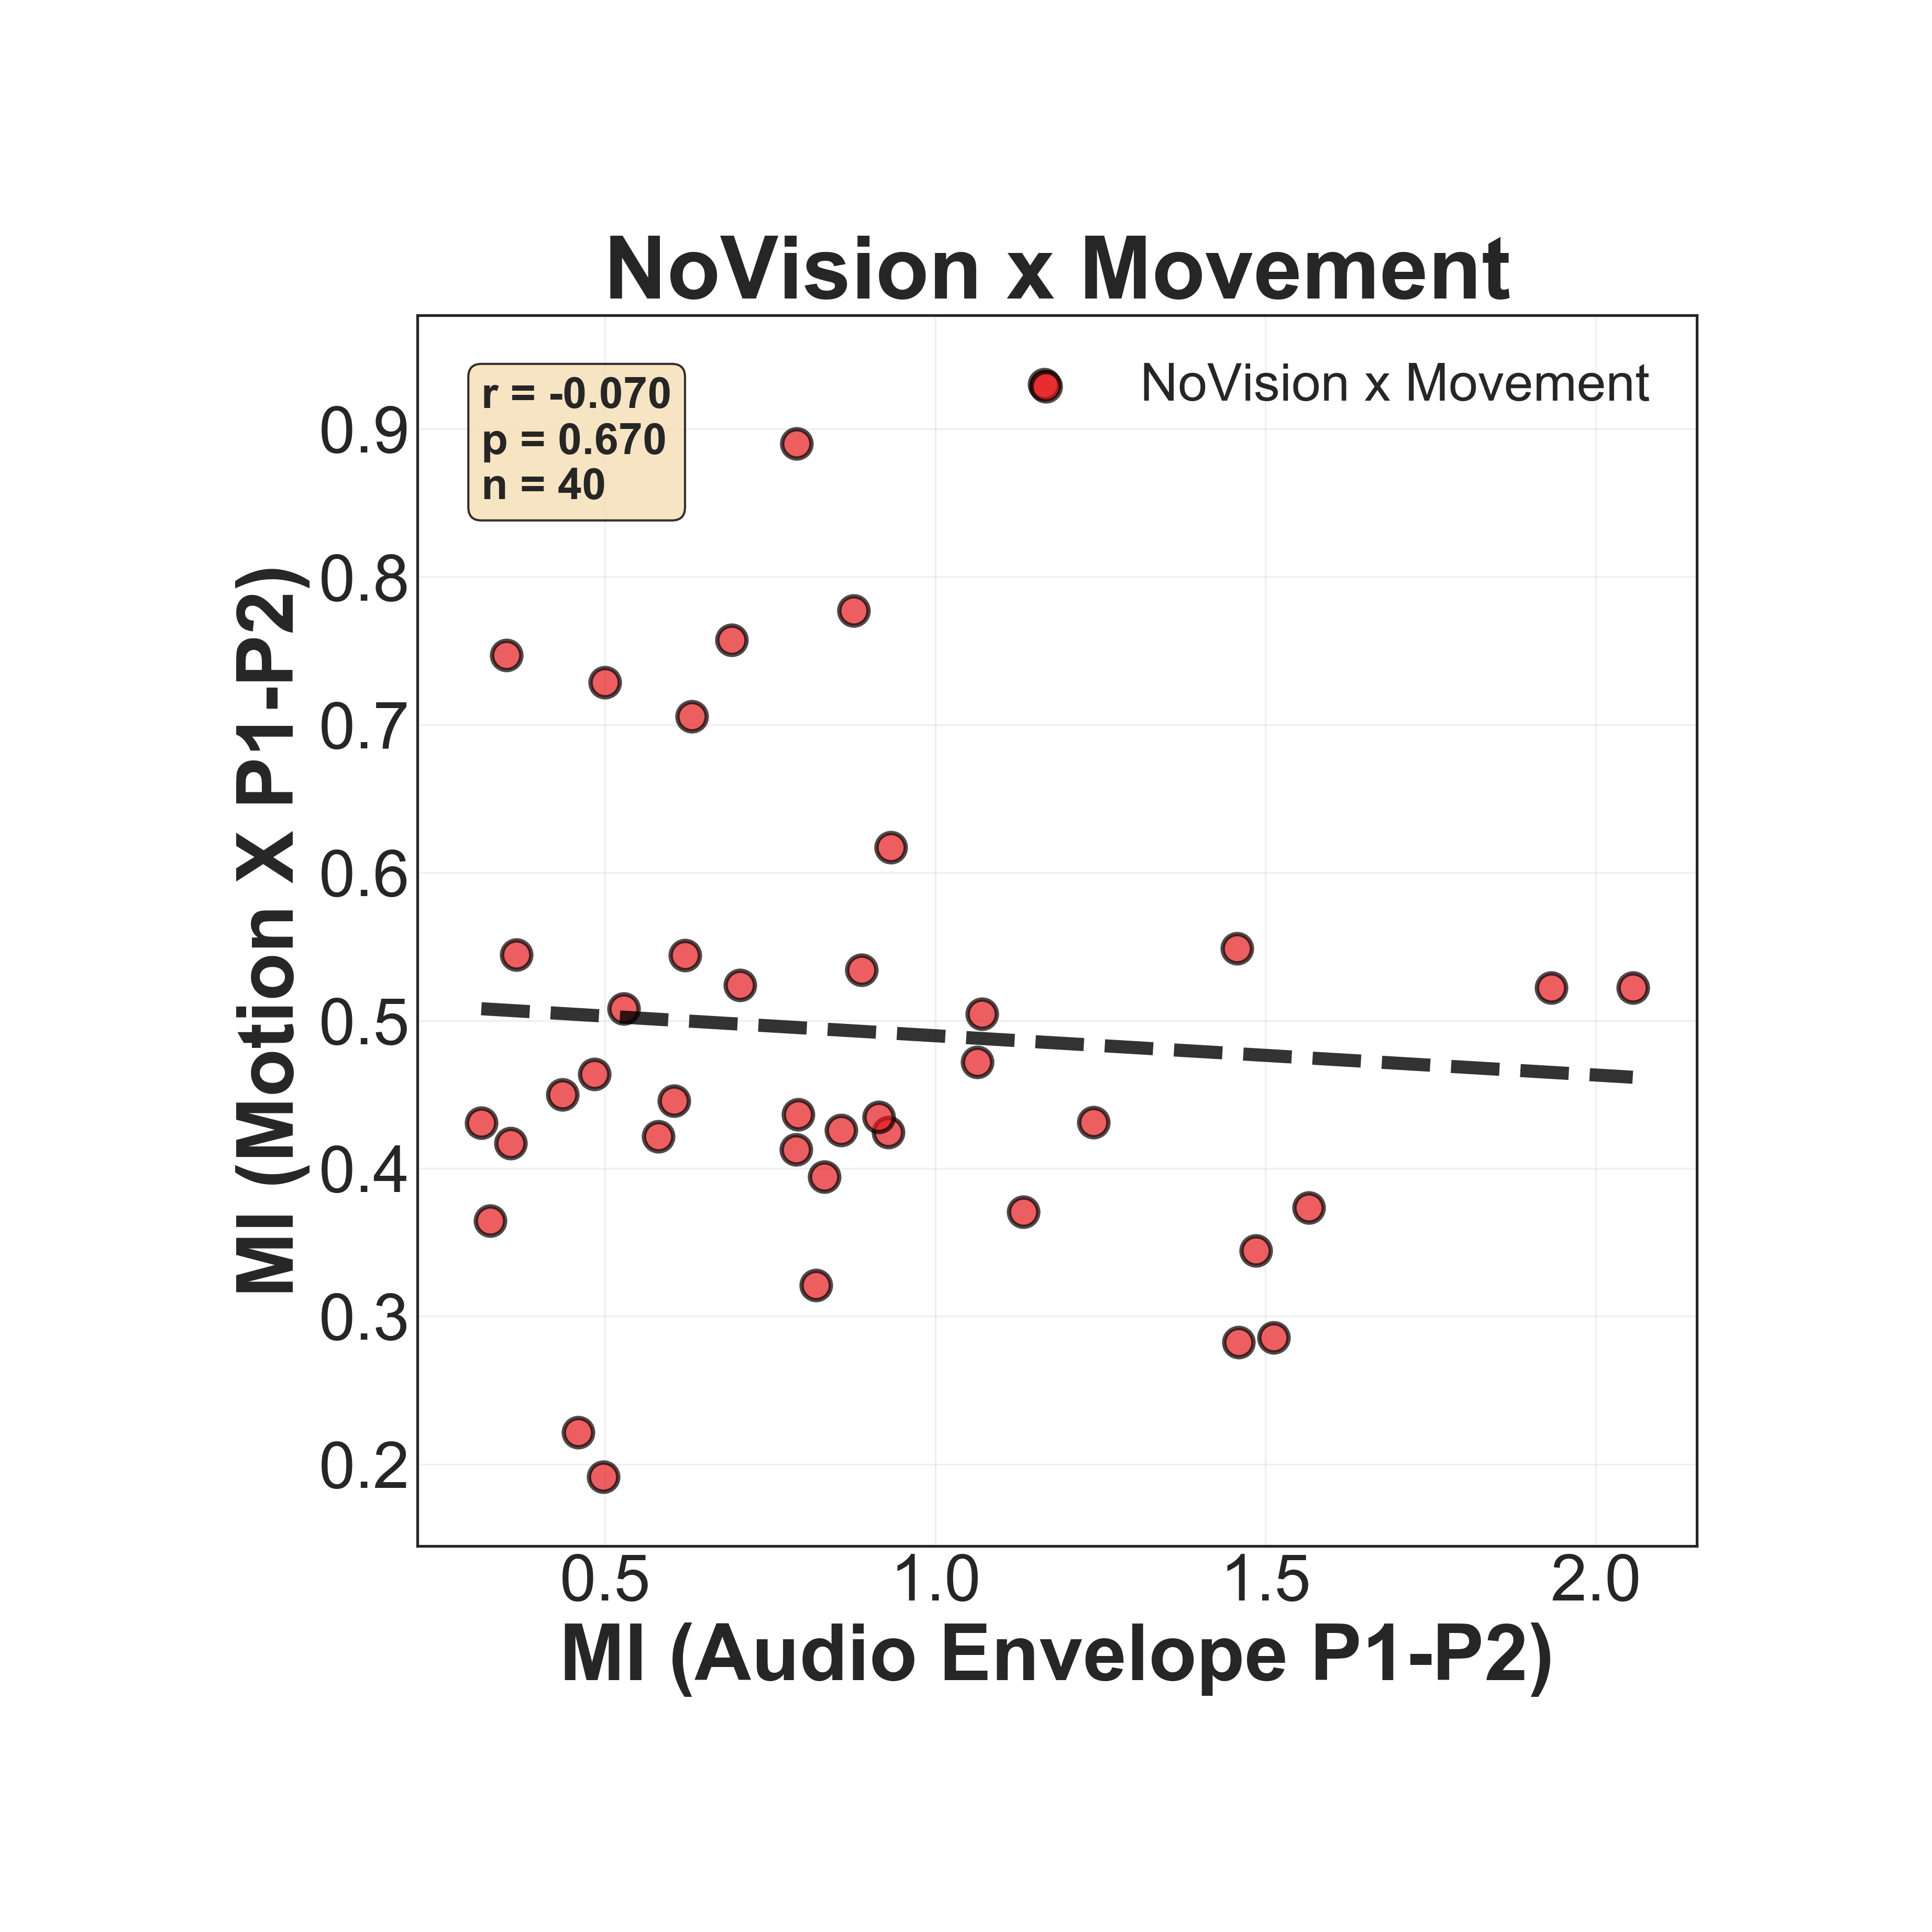 NoVision x Movement
r = -0.070
p = 0.670
n = 40
NoVision x Movement
MI (Motion X P1-P2)
0.9
0.8
0.7
0.6
0.5
0.4
0.3
0.2
0.5 1.0 1.5 2.0
MI (Audio Envelope P1-P2)